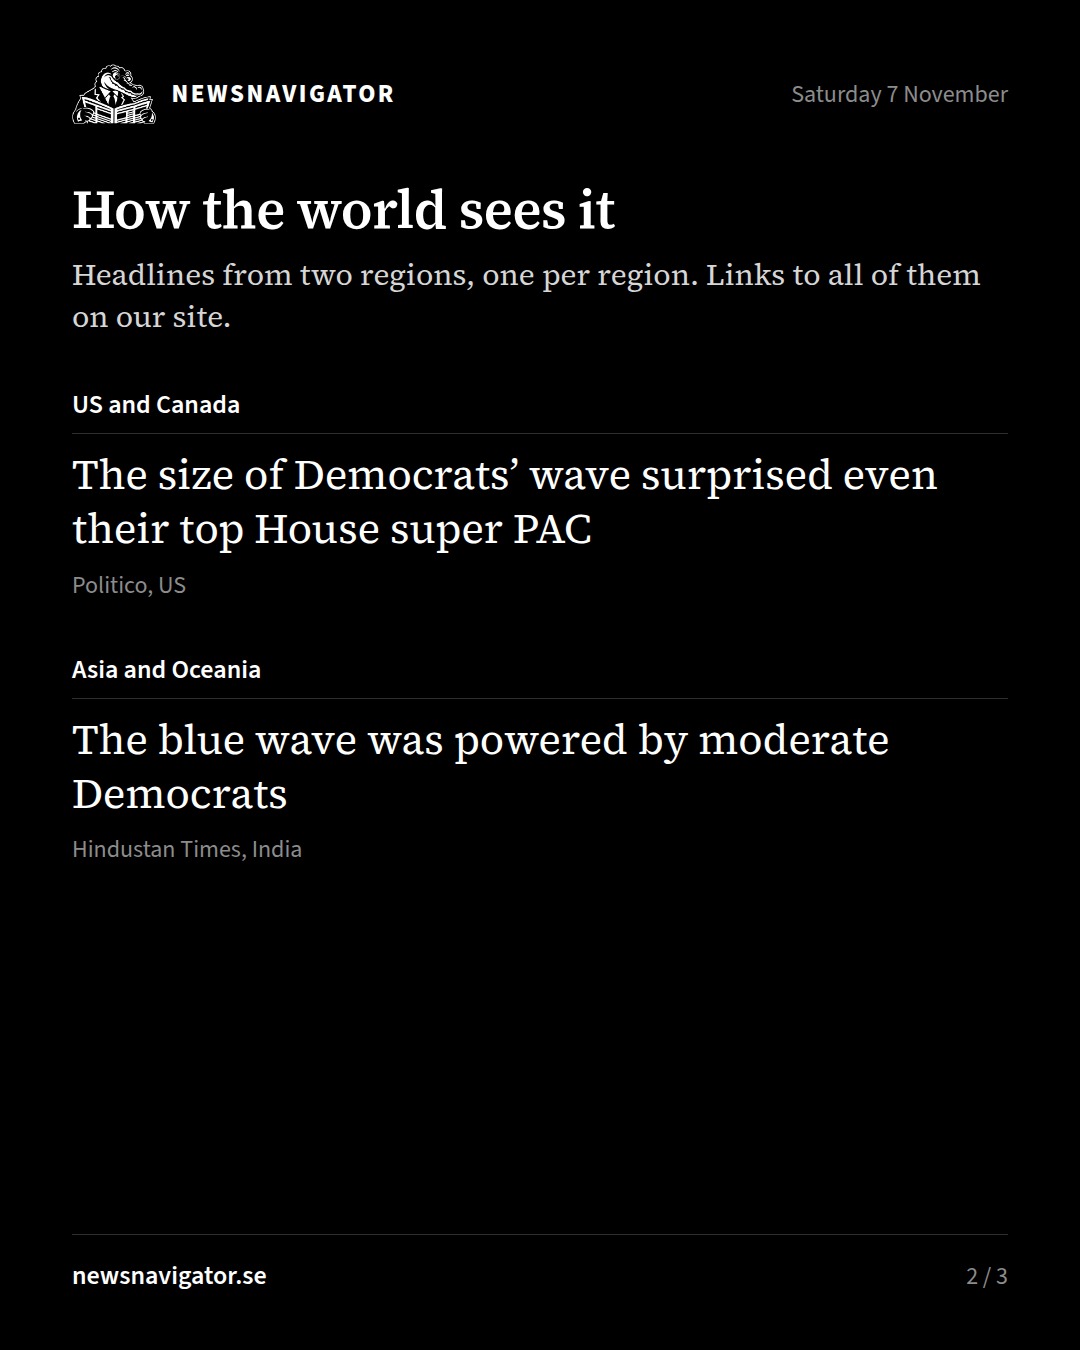 NEWSNAVIGATOR
Saturday 7 November
How the world sees it
Headlines from two regions, one per region. Links to all of them
on our site.
US and Canada
The size of Democrats’ wave surprised even
their top House super PAC
Politico, US
Asia and Oceania
The blue wave was powered by moderate
Democrats
Hindustan Times, India
newsnavigator.se
2 / 3